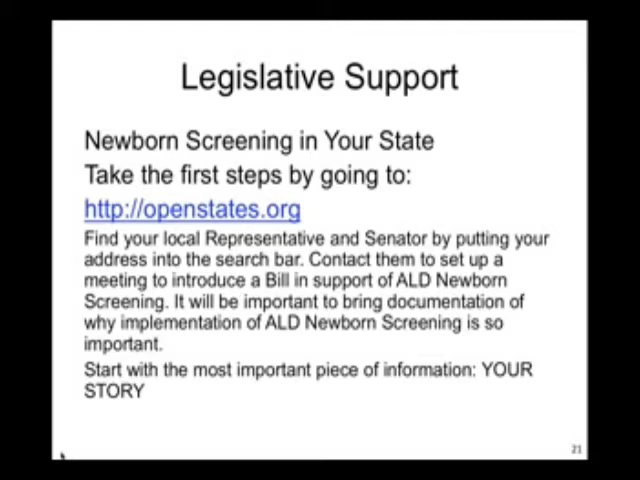 Legislative Support
Newborn Screening in Your State
Take the first steps by going to:
http://openstates.org
Find your local Representative and Senator by putting your
address into the search bar. Contact them to set up a
meeting to introduce a Bill in support of ALD Newborn
Screening. It will be important to bring documentation of
why implementation of ALD Newborn Screening is so
important.
Start with the most important piece of information: YOUR
STORY
21